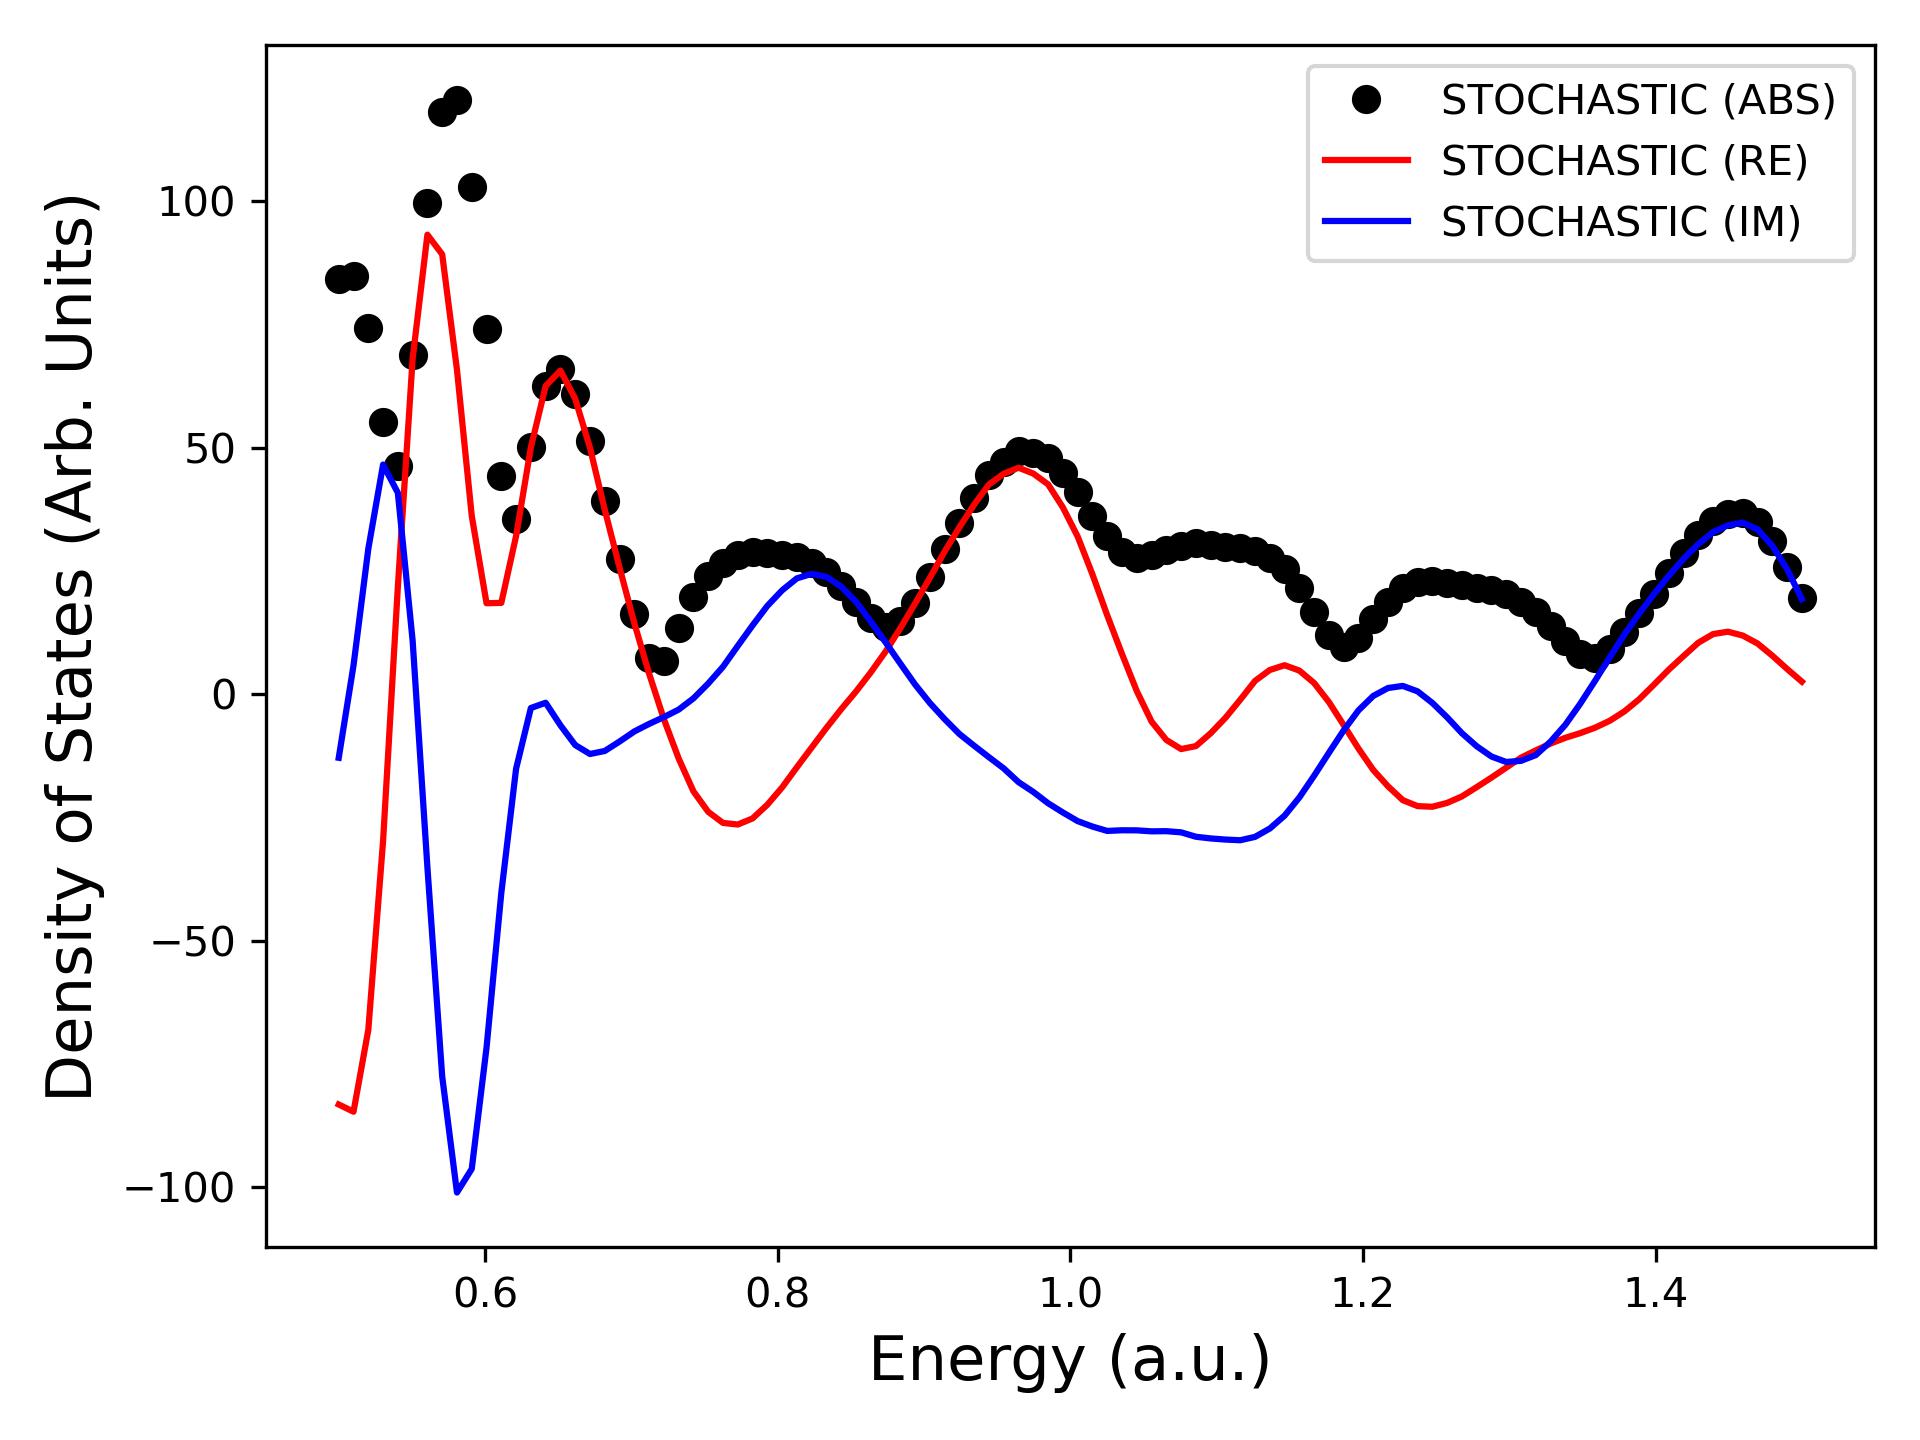 STOCHASTIC (ABS)
STOCHASTIC (RE)
STOCHASTIC (IM)
Density of States (Arb. Units)
100
50
0
−50
−100
0.6 0.8 1.0 1.2 1.4
Energy (a.u.)